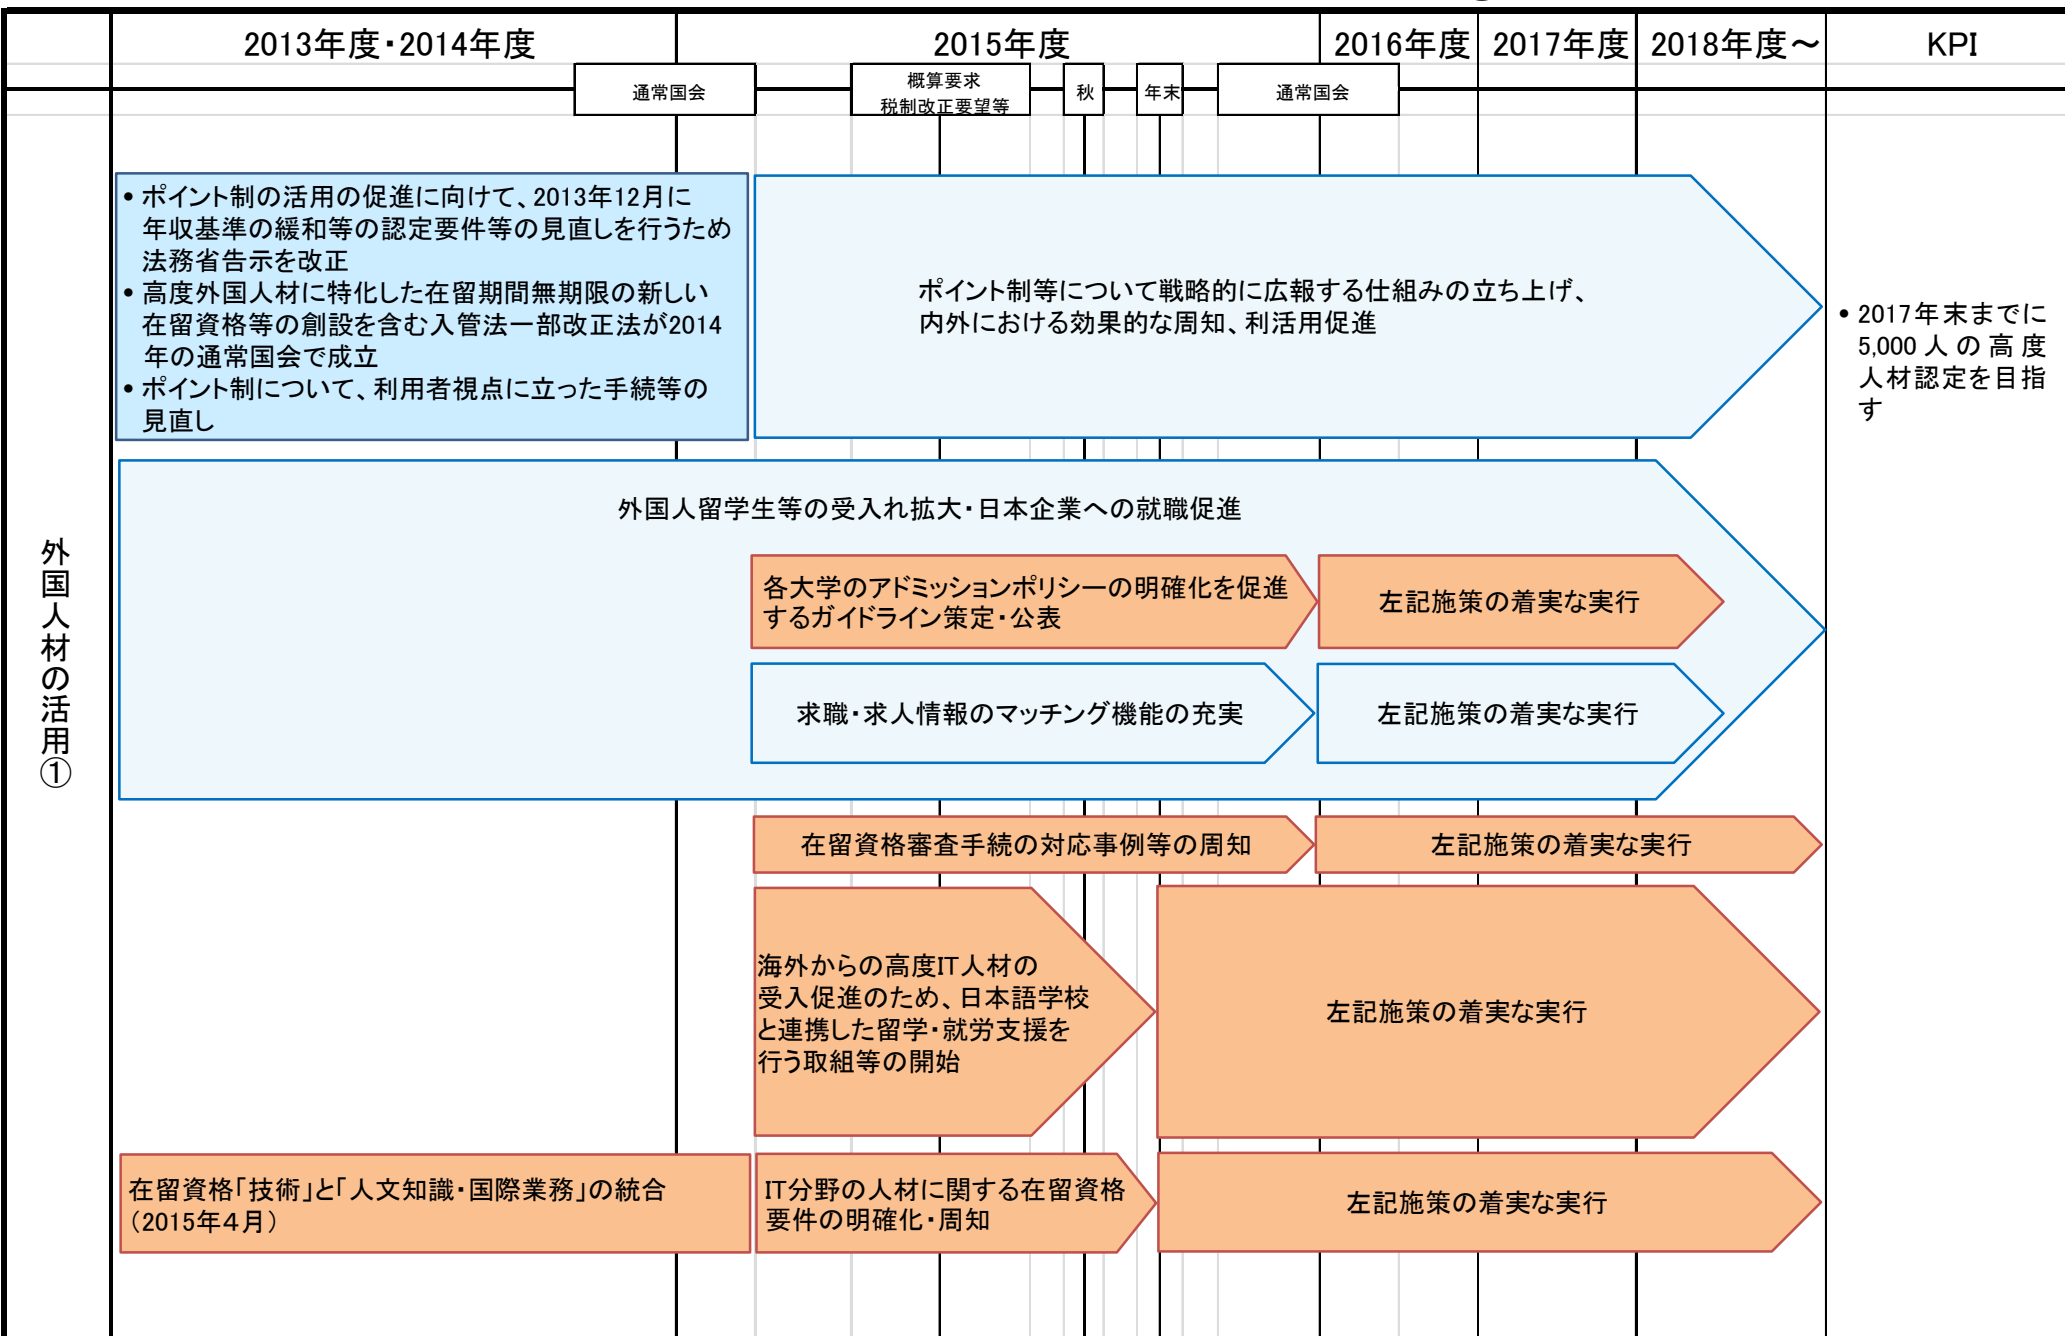 2013年度・2014年度
2015年度
2016年度
2017年度
2018年度～
KPI
通常国会
概算要求
税制改正要望等
秋
年末
通常国会
外国人材の活用①
• ポイント制の活用の促進に向けて、2013年12月に
年収基準の緩和等の認定要件等の見直しを行うため
法務省告示を改正
• 高度外国人材に特化した在留期間無期限の新しい
在留資格等の創設を含む入管法一部改正法が2014
年の通常国会で成立
• ポイント制について、利用者視点に立った手続等の
見直し
ポイント制等について戦略的に広報する仕組みの立ち上げ、
内外における効果的な周知、利活用促進
• 2017年末までに
5,000人の高度
人材認定を目指
す
外国人留学生等の受入れ拡大・日本企業への就職促進
各大学のアドミッションポリシーの明確化を促進
するガイドライン策定・公表
左記施策の着実な実行
求職・求人情報のマッチング機能の充実
左記施策の着実な実行
在留資格審査手続の対応事例等の周知
左記施策の着実な実行
海外からの高度IT人材の
受入促進のため、日本語学校
と連携した留学・就労支援を
行う取組等の開始
左記施策の着実な実行
在留資格「技術」と「人文知識・国際業務」の統合
（2015年４月）
IT分野の人材に関する在留資格
要件の明確化・周知
左記施策の着実な実行